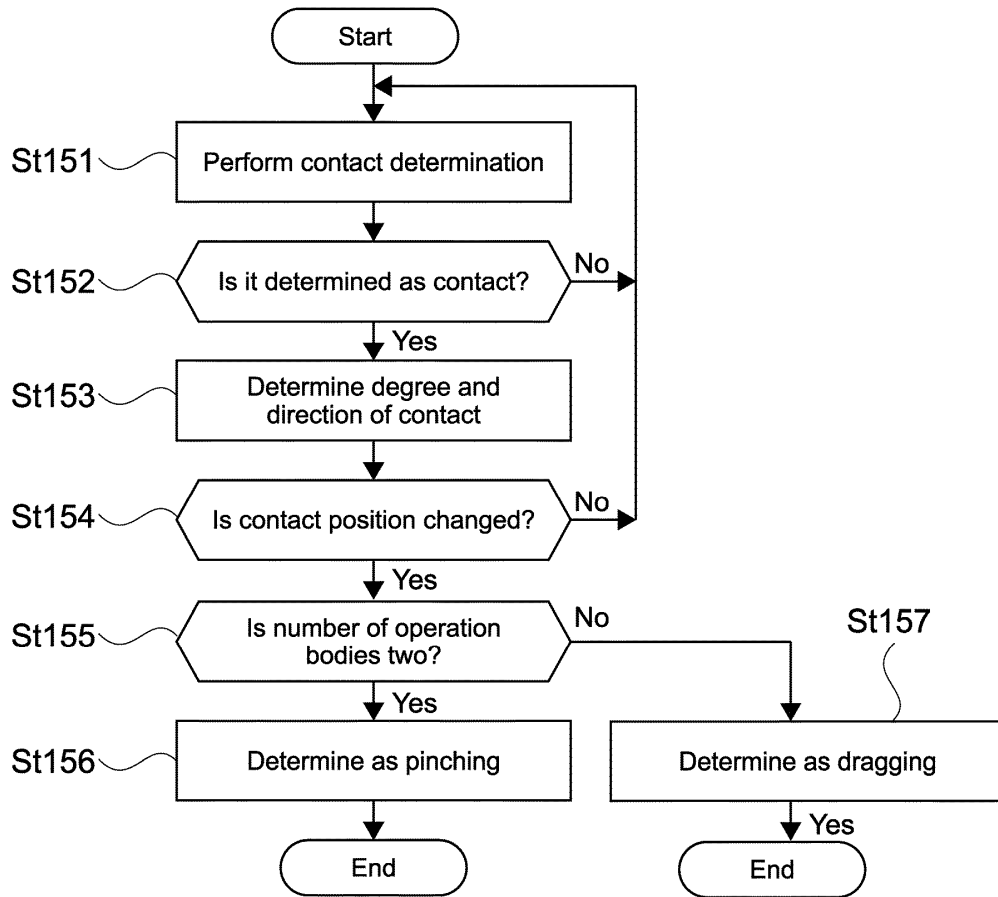 Start
St151
Perform contact determination
St152
Is it determined as contact?
No
Yes
St153
Determine degree and
direction of contact
St154
Is contact position changed?
No
Yes
St155
Is number of operation
bodies two?
No
St157
Yes
St156
Determine as pinching
Determine as dragging
Yes
End
End